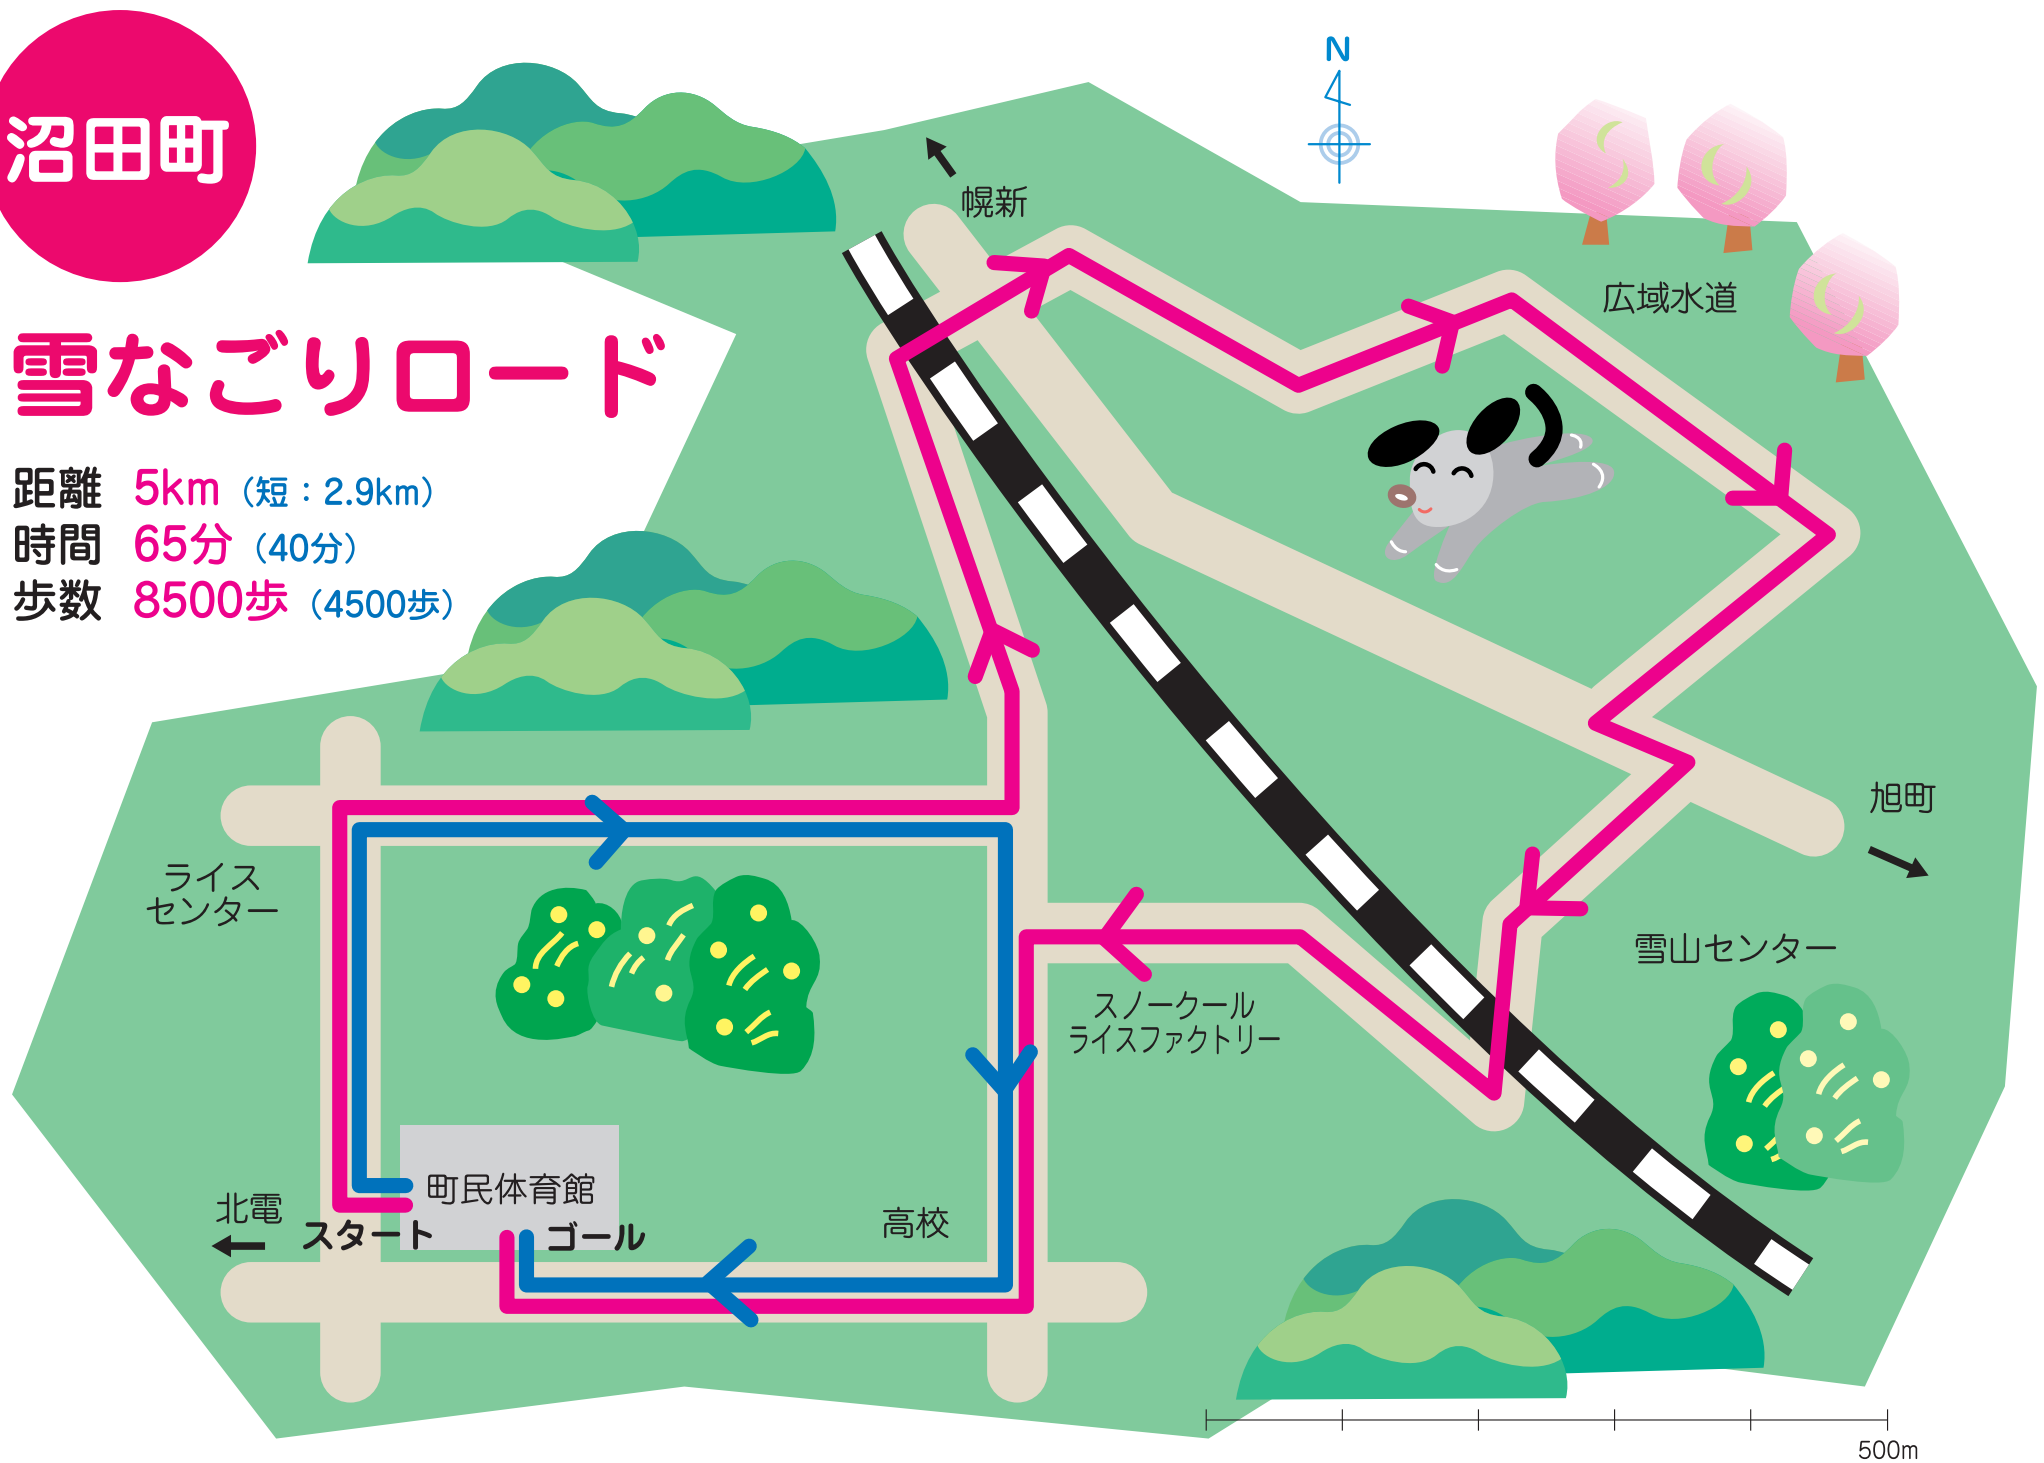 沼田町
雪なごりロード
距離 5km（短：2.9km）
時間 65分（40分）
歩数 8500歩（4500歩）
N
幌新
広域水道
旭町
ライス
センター
雪山センター
スノークール
ライスファクトリー
町民体育館
北電
スタート
ゴール
高校
500m